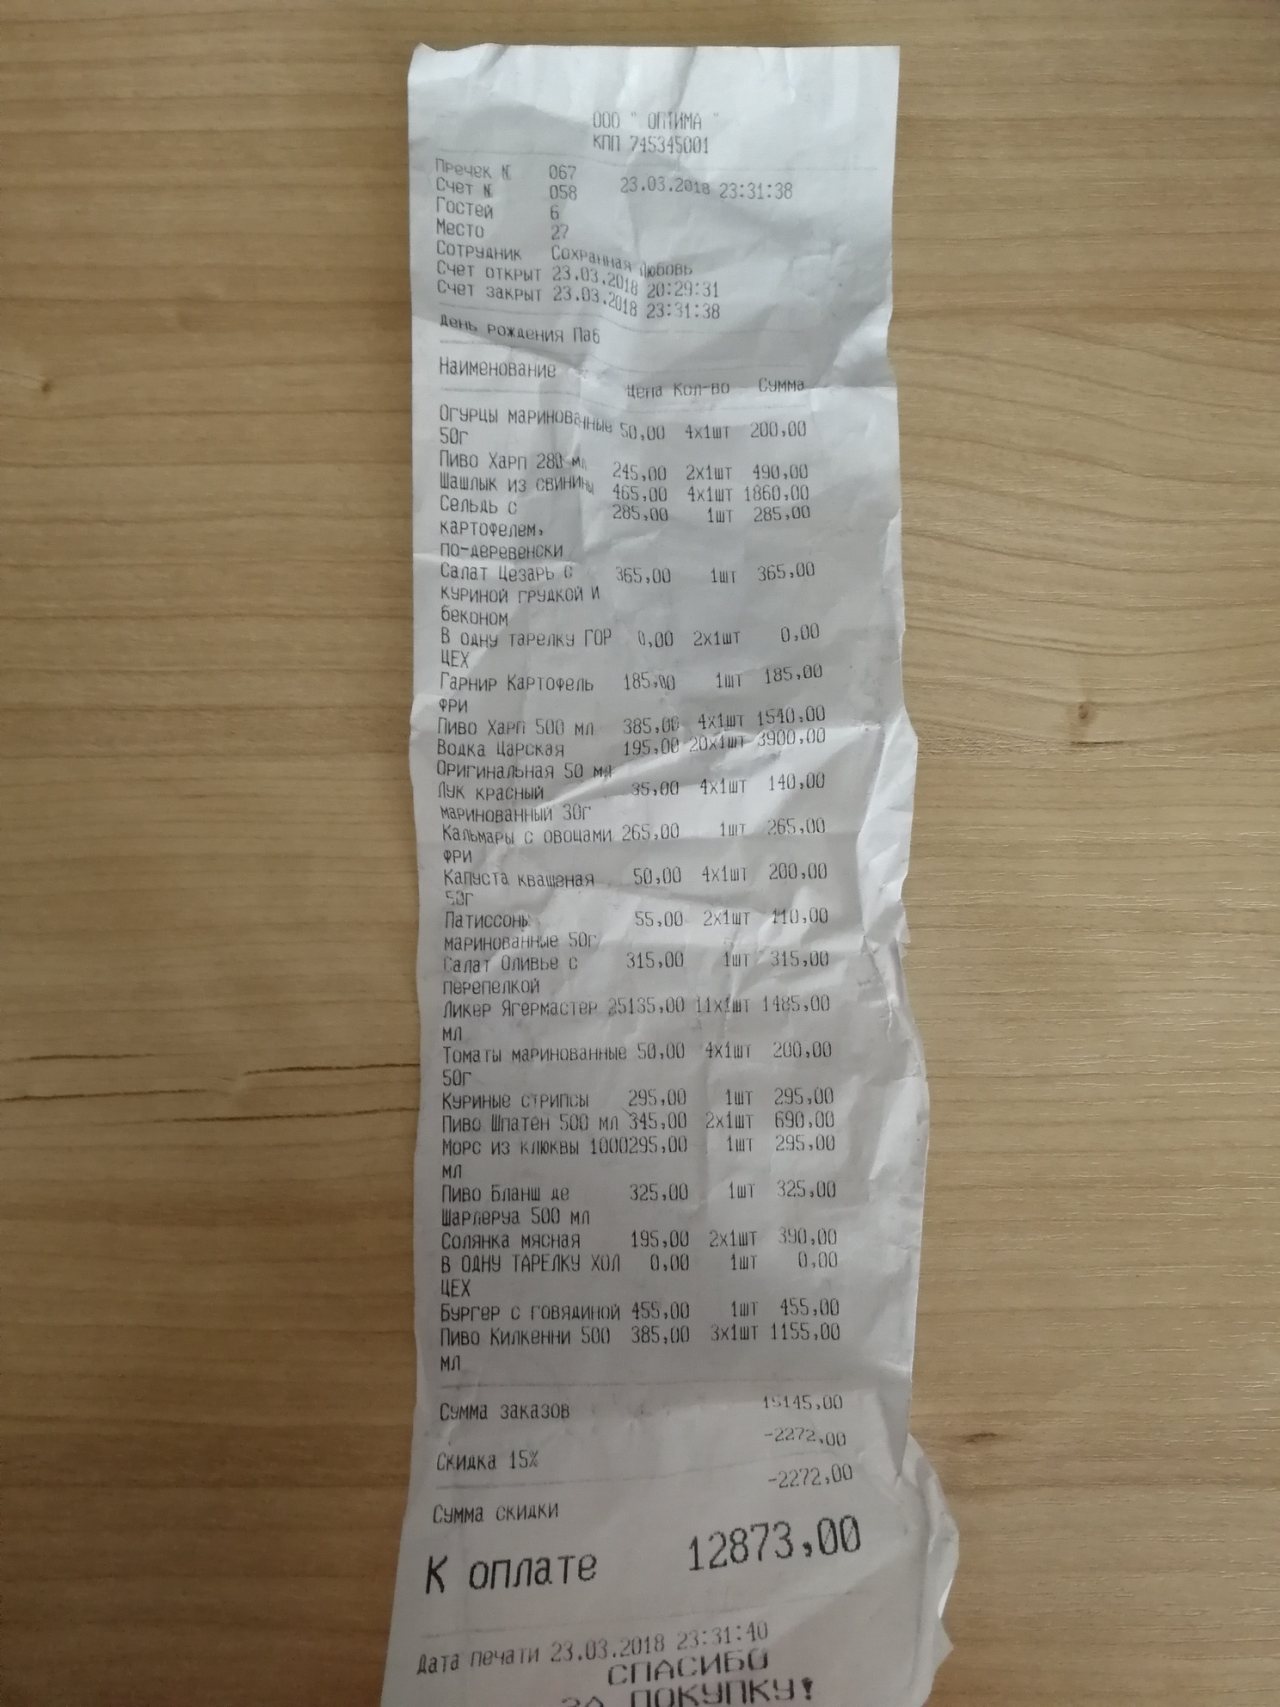 ООО " ОПТИМА "
КПП 745345001
Пречек № 067 23.03.2018 23:31:38
Счет № 058
Гостей 6
Место 27
Сотрудник Сохранная Любовь
Счет открыт 23.03.2018 20:29:31
Счет закрыт 23.03.2018 23:31:38
День рождения Паб
Наименование Цена Кол-во Сумма
Огурцы маринованные 50,00 4x1шт 200,00
50г
Пиво Харп 280 мл 245,00 2x1шт 490,00
Шашлык из свинины 465,00 4x1шт 1860,00
Сельдь с 285,00 1шт 285,00
картофелем,
по-деревенски
Салат Цезарь с 365,00 1шт 365,00
куриной грудкой и
беконом
В одну тарелку ГОР 0,00 2x1шт 0,00
ЦЕХ
Гарнир Картофель 185,00 1шт 185,00
фри
Пиво Харп 500 мл 385,00 4x1шт 1540,00
Водка Царская 195,00 20x1шт 3900,00
Оригинальная 50 мл
Лук красный 35,00 4x1шт 140,00
маринованный 30г
Кальмары с овощами 265,00 1шт 265,00
фри
Капуста квашеная 50,00 4x1шт 200,00
50г
Патиссоны 55,00 2x1шт 110,00
маринованные 50г
Салат Оливье с 315,00 1шт 315,00
перепелкой
Ликер Ягермастер 25135,00 11x1шт 1485,00
мл
Томаты маринованные 50,00 4x1шт 200,00
50г
Куриные стрипсы 295,00 1шт 295,00
Пиво Шпатен 500 мл 345,00 2x1шт 690,00
Морс из клюквы 1000295,00 1шт 295,00
мл
Пиво Бланш де 325,00 1шт 325,00
Шарлеруа 500 мл
Солянка мясная 195,00 2x1шт 390,00
В ОДНУ ТАРЕЛКУ ХОЛ 0,00 1шт 0,00
ЦЕХ
Бургер с говядиной 455,00 1шт 455,00
Пиво Килкенни 500 385,00 3x1шт 1155,00
мл
Сумма заказов 15145,00
Скидка 15% -2272,00
Сумма скидки -2272,00
К оплате 12873,00
Дата печати 23.03.2018 23:31:40
СПАСИБО
ЗА ПОКУПКУ!